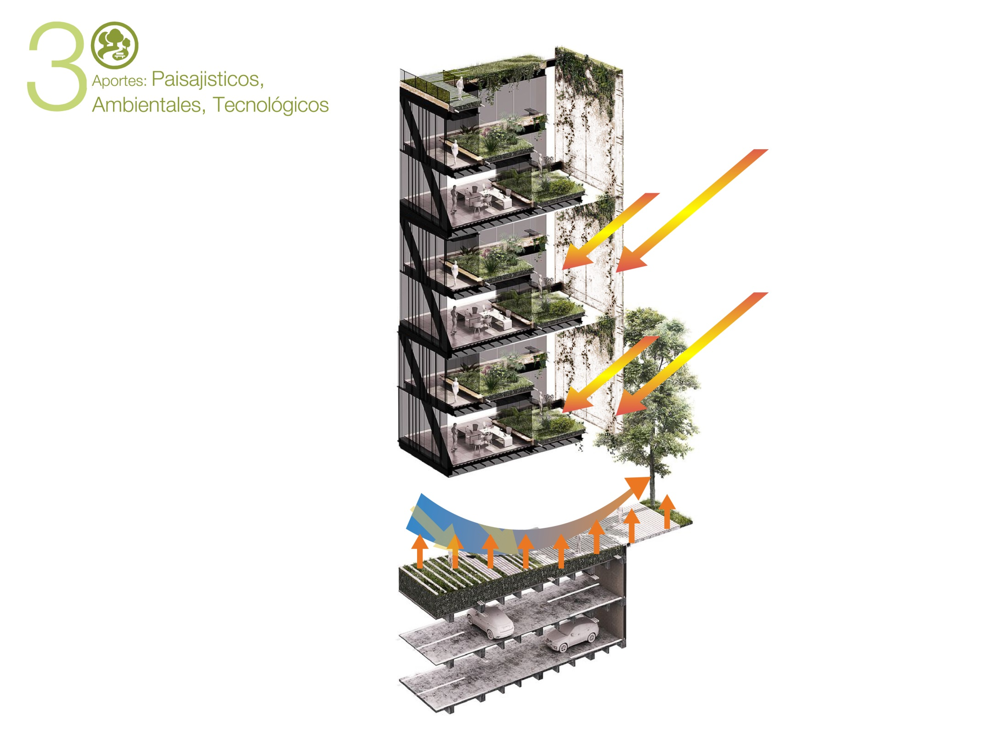 3
Aportes: Paisajisticos,
Ambientales, Tecnológicos